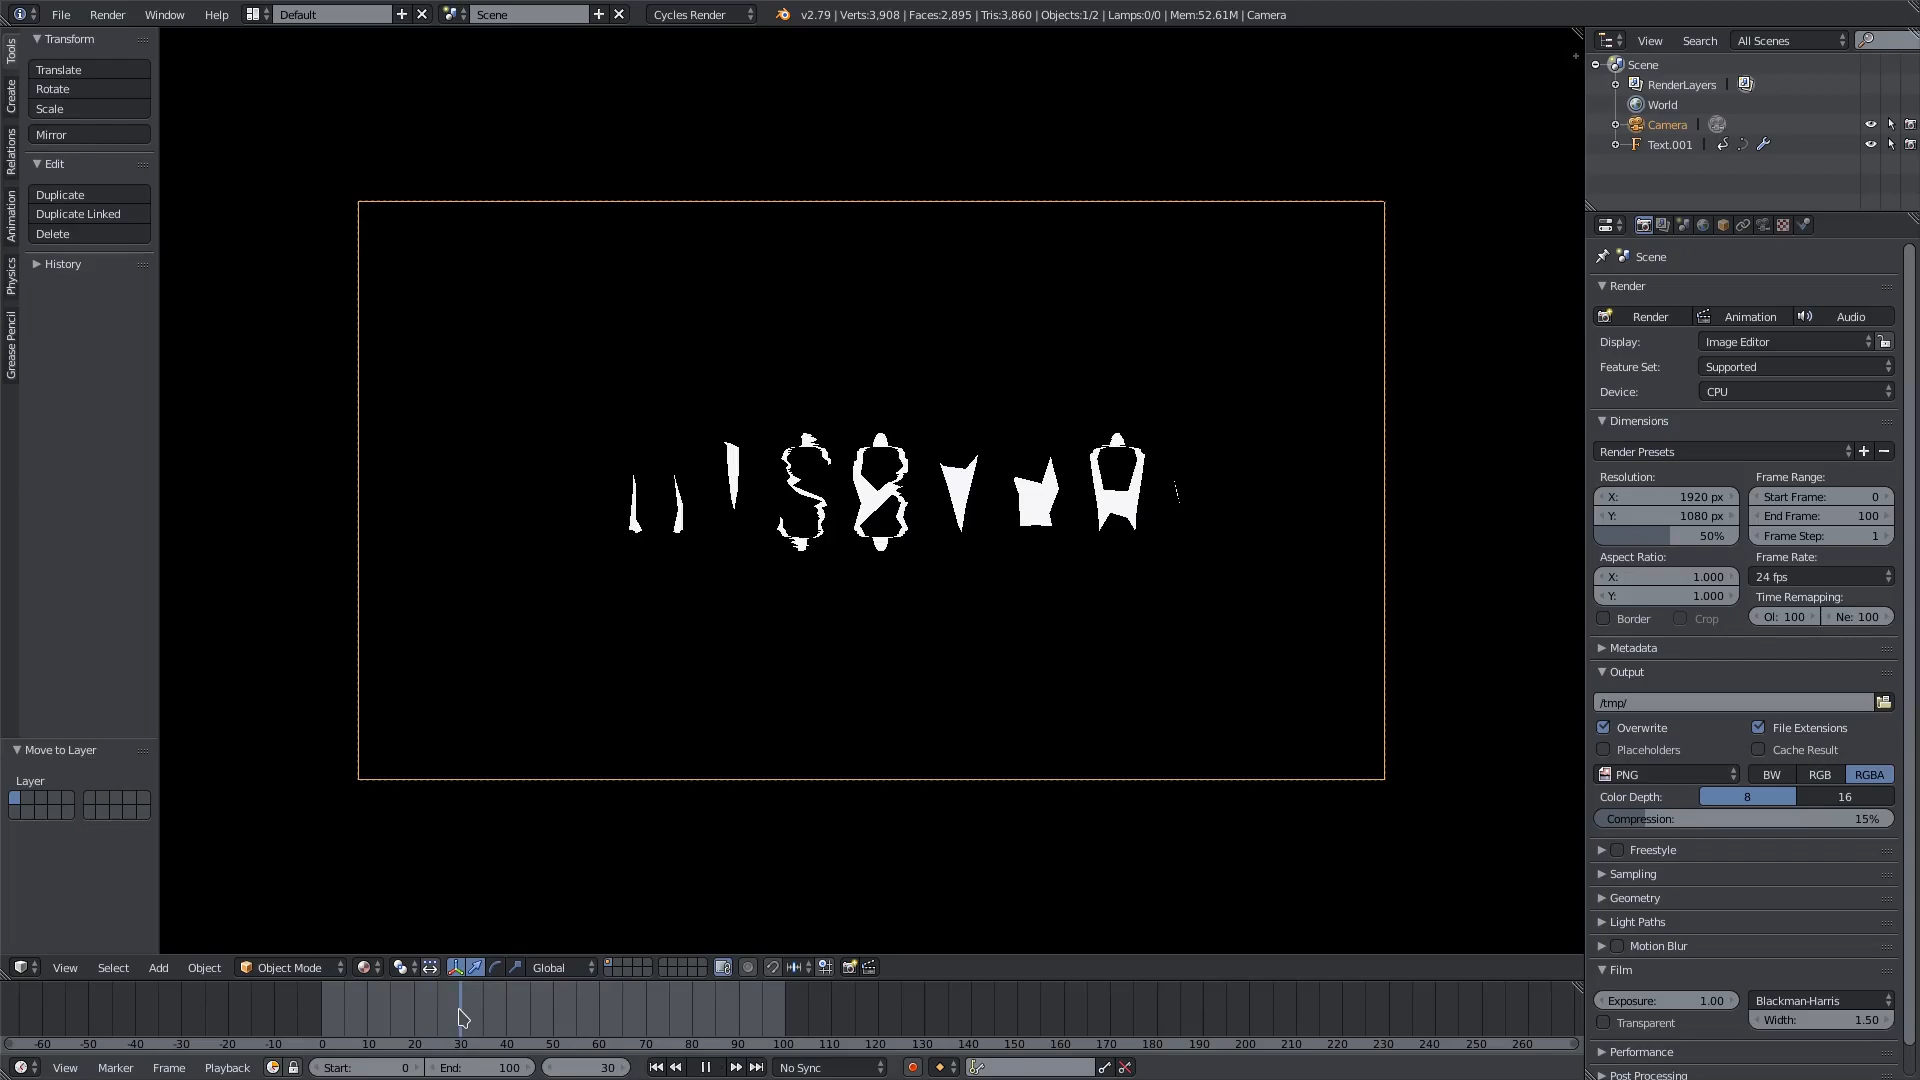 File Render Window Help Default Scene Cycles Render v2.79 | Verts:3,908 | Faces:2,895 | Tris:3,860 | Objects:1/2 | Lamps:0/0 | Mem:52.61M | Camera
Tools
Create
Relations
Animation
Physics
Grease Pencil
Transform
Translate
Rotate
Scale
Mirror
Edit
Duplicate
Duplicate Linked
Delete
History
Move to Layer
Layer
View Search All Scenes
Scene
RenderLayers
World
Camera
Text.001
Scene
Render
Render Animation Audio
Display: Image Editor
Feature Set: Supported
Device: CPU
Dimensions
Render Presets
Resolution: Frame Range:
X: 1920 px Start Frame: 0
Y: 1080 px End Frame: 100
50% Frame Step: 1
Aspect Ratio: Frame Rate:
X: 1.000 24 fps
Y: 1.000 Time Remapping:
Border Crop Ol: 100 Ne: 100
Metadata
Output
/tmp/
Overwrite File Extensions
Placeholders Cache Result
PNG BW RGB RGBA
Color Depth: 8 16
Compression: 15%
Freestyle
Sampling
Geometry
Light Paths
Motion Blur
Film
Exposure: 1.00 Blackman-Harris
Transparent Width: 1.50
Performance
Post Processing
View Select Add Object Object Mode Global
-60 -50 -40 -30 -20 -10 0 10 20 30 40 50 60 70 80 90 100 110 120 130 140 150 160 170 180 190 200 210 220 230 240 250 260
View Marker Frame Playback Start: 0 End: 100 30 No Sync